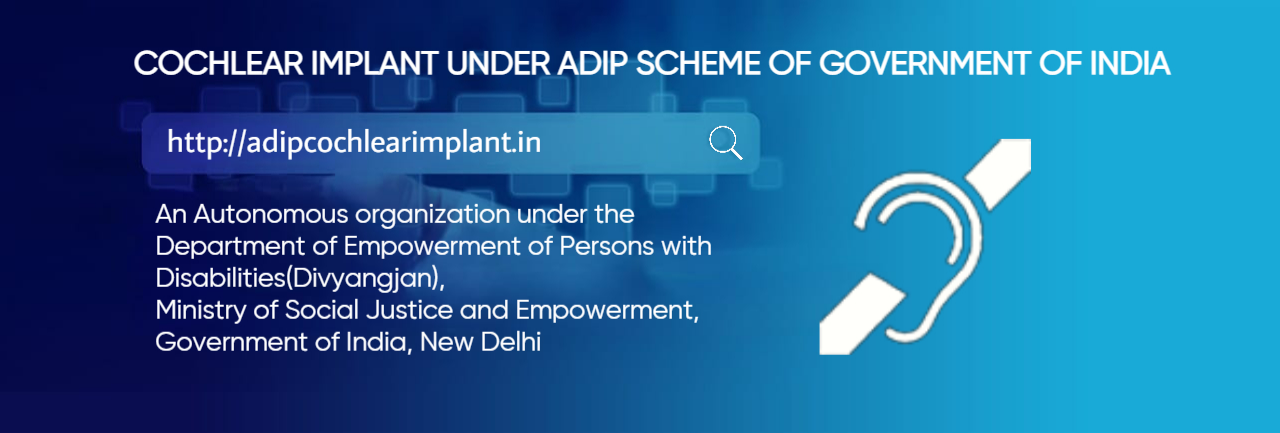 COCHLEAR IMPLANT UNDER ADIP SCHEME OF GOVERNMENT OF INDIA
http://adipcochlearimplant.in
An Autonomous organization under the
Department of Empowerment of Persons with
Disabilities(Divyangjan),
Ministry of Social Justice and Empowerment,
Government of India, New Delhi